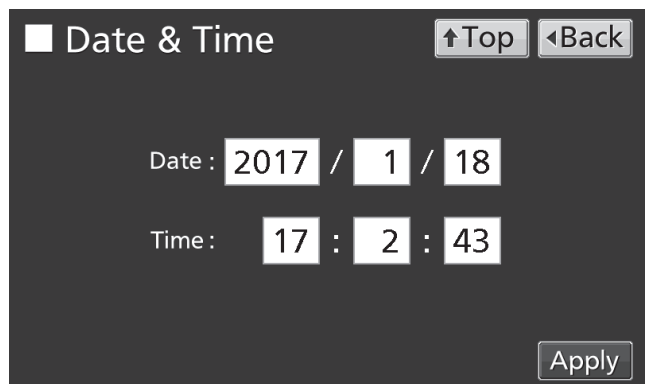 Date & Time ↑Top ◂Back
Date : 2017 / 1 / 18
Time : 17 : 2 : 43
Apply